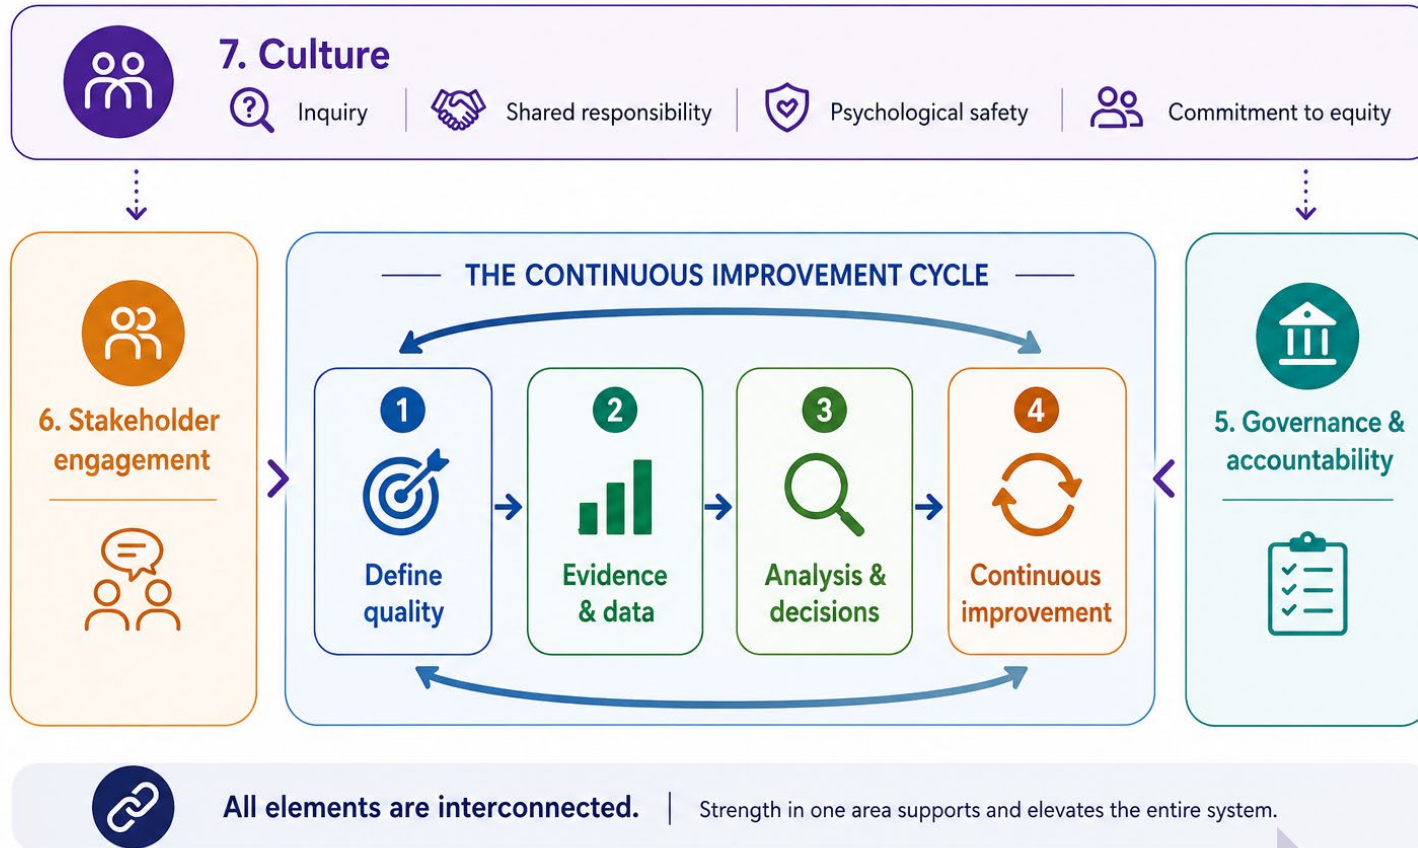 7. Culture
Inquiry
Shared responsibility
Psychological safety
Commitment to equity
6. Stakeholder
engagement
THE CONTINUOUS IMPROVEMENT CYCLE
1
Define
quality
2
Evidence
& data
3
Analysis &
decisions
4
Continuous
improvement
5. Governance &
accountability
All elements are interconnected.
Strength in one area supports and elevates the entire system.